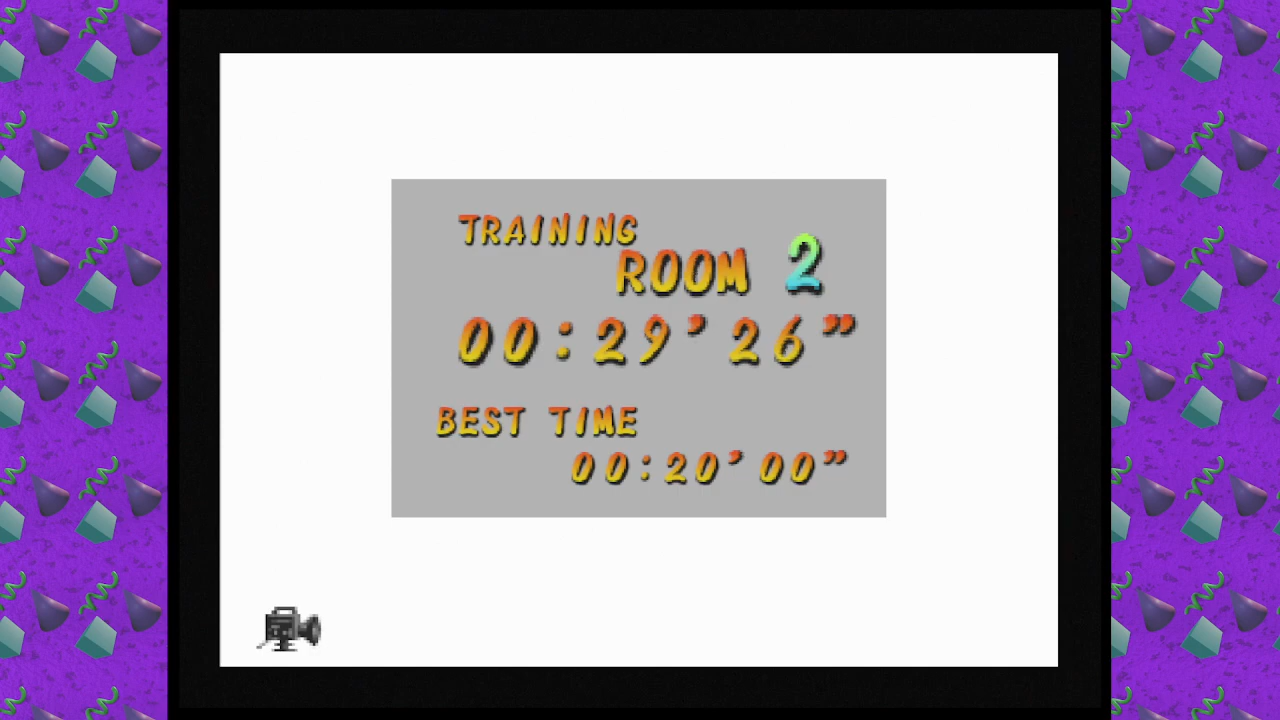 TRAINING
ROOM 2
00:29’26”
BEST TIME
00:20’00”